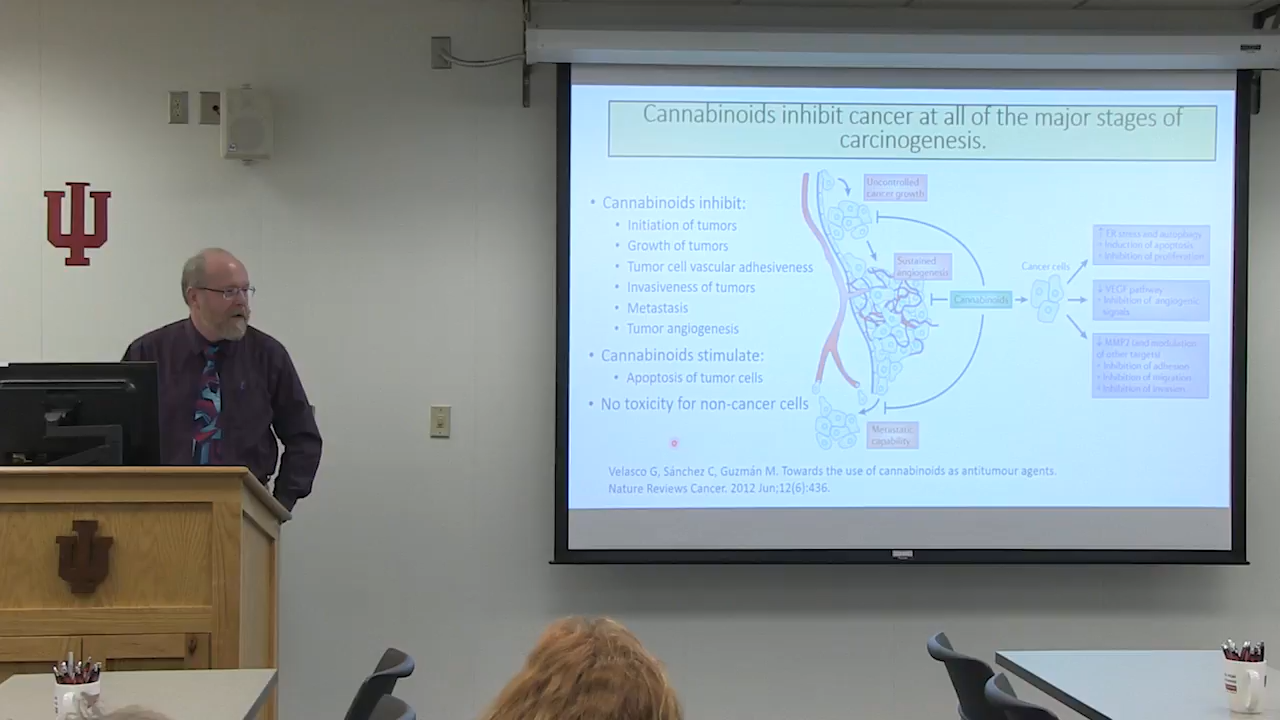 Cannabinoids inhibit cancer at all of the major stages of
carcinogenesis.
• Cannabinoids inhibit:
• Initiation of tumors
• Growth of tumors
• Tumor cell vascular adhesiveness
• Invasiveness of tumors
• Metastasis
• Tumor angiogenesis
• Cannabinoids stimulate:
• Apoptosis of tumor cells
• No toxicity for non-cancer cells
Uncontrolled
cancer growth
Sustained
angiogenesis
Cannabinoids
Metastatic
capability
Cancer cells
↑ ER stress and autophagy
• Induction of apoptosis
• Inhibition of proliferation
↓ VEGF pathway
• Inhibition of angiogenic
signals
↓ MMP2 (and modulation
of other targets)
• Inhibition of adhesion
• Inhibition of migration
• Inhibition of invasion
Velasco G, Sánchez C, Guzmán M. Towards the use of cannabinoids as antitumour agents.
Nature Reviews Cancer. 2012 Jun;12(6):436.